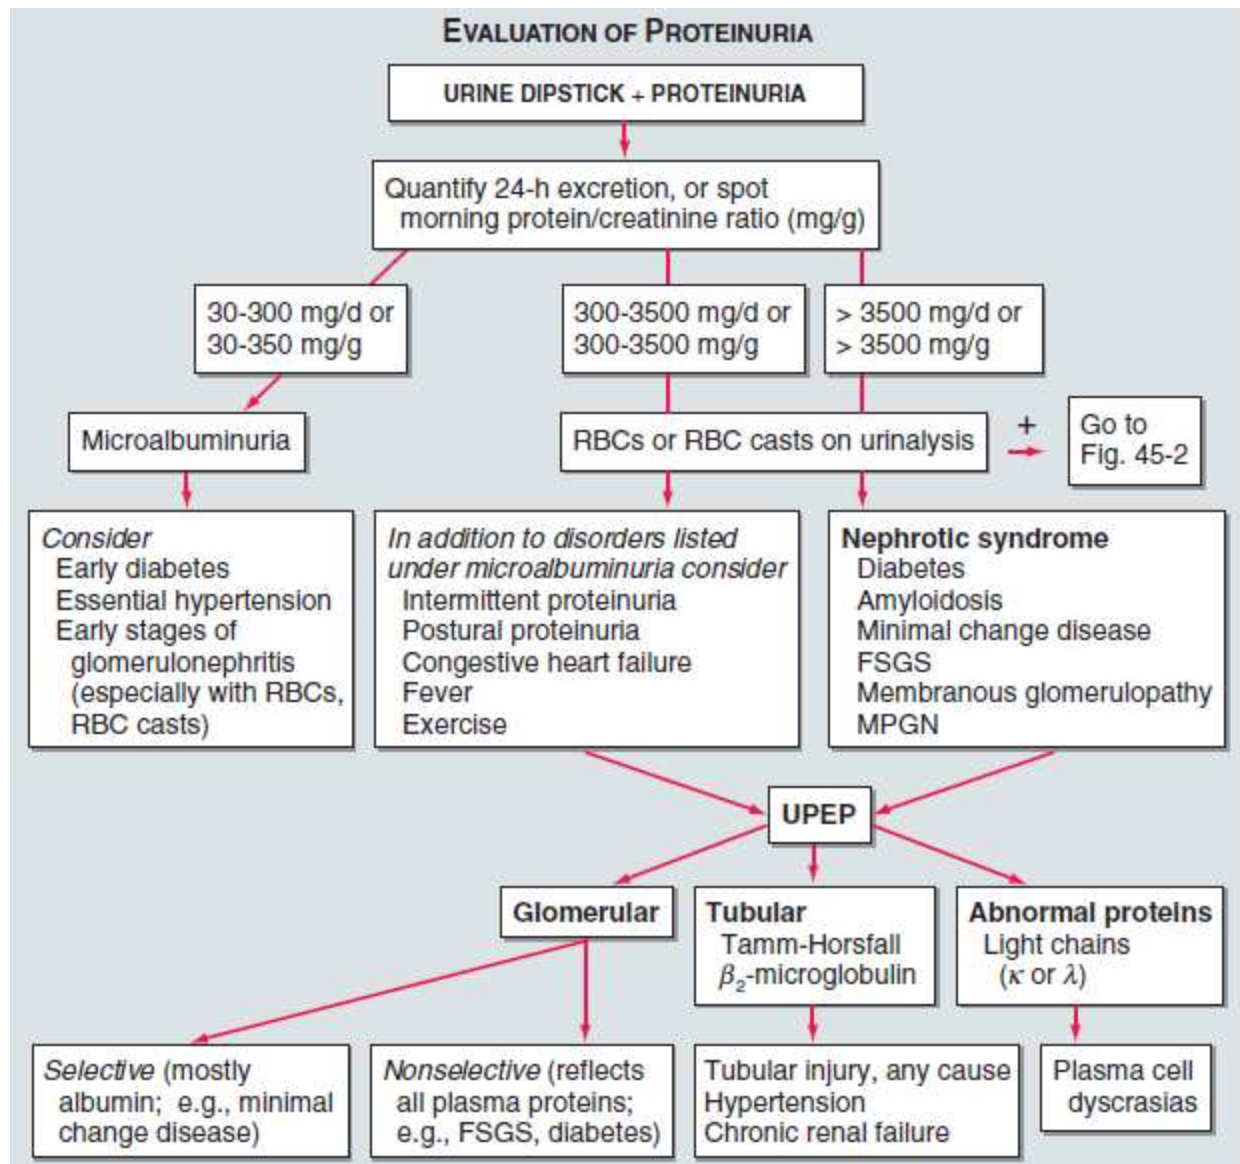 EVALUATION OF PROTEINURIA
URINE DIPSTICK + PROTEINURIA
Quantify 24-h excretion, or spot
morning protein/creatinine ratio (mg/g)
30-300 mg/d or
30-350 mg/g
300-3500 mg/d or
300-3500 mg/g
> 3500 mg/d or
> 3500 mg/g
Microalbuminuria
RBCs or RBC casts on urinalysis
+
Go to
Fig. 45-2
Consider
Early diabetes
Essential hypertension
Early stages of
glomerulonephritis
(especially with RBCs,
RBC casts)
In addition to disorders listed
under microalbuminuria consider
Intermittent proteinuria
Postural proteinuria
Congestive heart failure
Fever
Exercise
Nephrotic syndrome
Diabetes
Amyloidosis
Minimal change disease
FSGS
Membranous glomerulopathy
MPGN
UPEP
Glomerular
Tubular
Tamm-Horsfall
β₂-microglobulin
Abnormal proteins
Light chains
(κ or λ)
Selective (mostly
albumin; e.g., minimal
change disease)
Nonselective (reflects
all plasma proteins;
e.g., FSGS, diabetes)
Tubular injury, any cause
Hypertension
Chronic renal failure
Plasma cell
dyscrasias